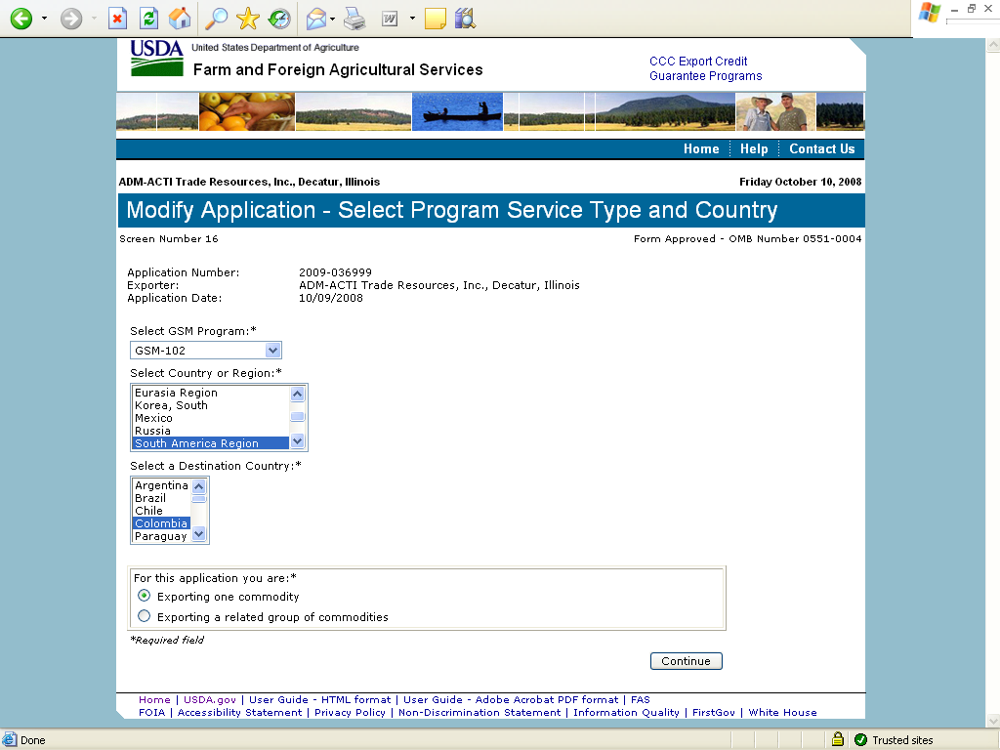 USDA
United States Department of Agriculture
Farm and Foreign Agricultural Services
CCC Export Credit
Guarantee Programs
Home
Help
Contact Us
ADM-ACTI Trade Resources, Inc., Decatur, Illinois
Friday October 10, 2008
Modify Application - Select Program Service Type and Country
Screen Number 16
Form Approved - OMB Number 0551-0004
Application Number: 2009-036999
Exporter: ADM-ACTI Trade Resources, Inc., Decatur, Illinois
Application Date: 10/09/2008
Select GSM Program:*
GSM-102
Select Country or Region:*
Eurasia Region
Korea, South
Mexico
Russia
South America Region
Select a Destination Country:*
Argentina
Brazil
Chile
Colombia
Paraguay
For this application you are:*
Exporting one commodity
Exporting a related group of commodities
*Required field
Continue
Home | USDA.gov | User Guide - HTML format | User Guide - Adobe Acrobat PDF format | FAS
FOIA | Accessibility Statement | Privacy Policy | Non-Discrimination Statement | Information Quality | FirstGov | White House
Done
Trusted sites